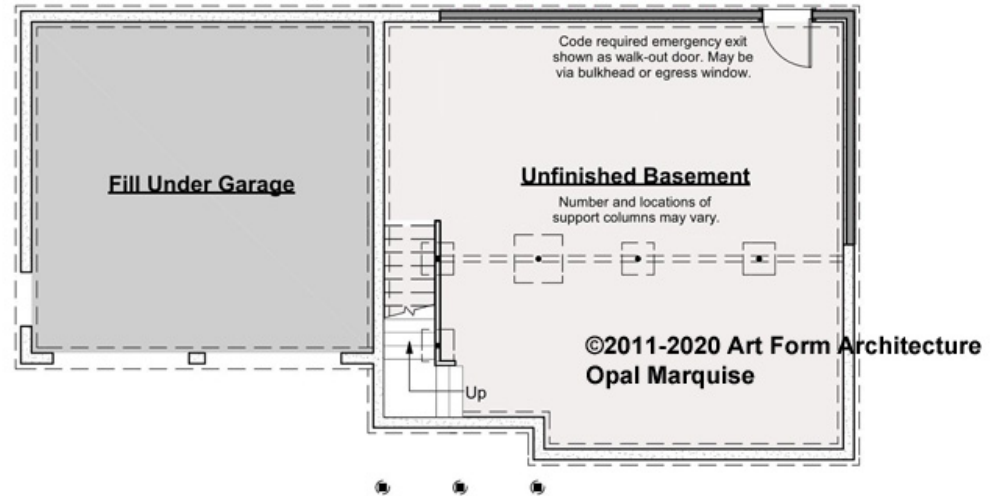 Code required emergency exit
shown as walk-out door. May be
via bulkhead or egress window.
Fill Under Garage
Unfinished Basement
Number and locations of
support columns may vary.
©2011-2020 Art Form Architecture
Opal Marquise
Up